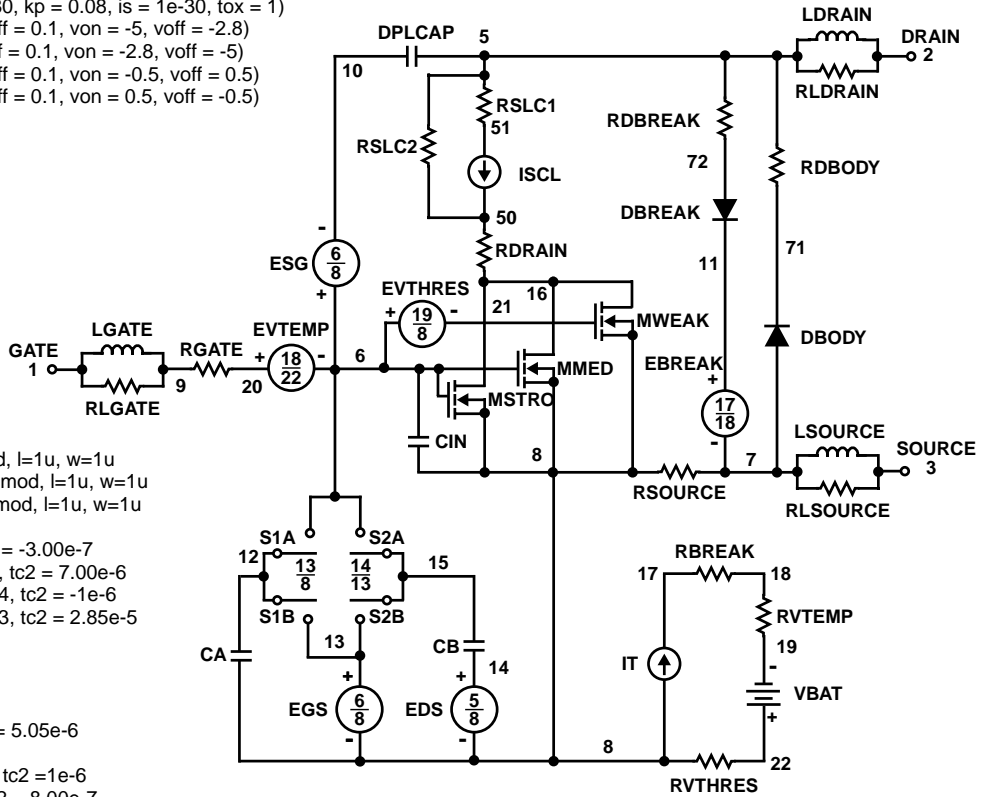 30, kp = 0.08, is = 1e-30, tox = 1)
off = 0.1, von = -5, voff = -2.8)
f = 0.1, von = -2.8, voff = -5)
ff = 0.1, von = -0.5, voff = 0.5)
ff = 0.1, von = 0.5, voff = -0.5)
DPLCAP
5
10
LDRAIN
DRAIN
2
RLDRAIN
RSLC1
51
RSLC2
ISCL
50
RDBREAK
72
RDBODY
DBREAK
RDRAIN
71
11
ESG
-
6
8
+
EVTHRES
+
19
8
-
16
21
MWEAK
LGATE
GATE
1
RLGATE
9
RGATE
20
EVTEMP
+
18
22
-
6
MMED
MSTRO
DBODY
EBREAK
+
17
18
-
CIN
8
LSOURCE
SOURCE
3
7
RSOURCE
RLSOURCE
d, l=1u, w=1u
mod, l=1u, w=1u
mod, l=1u, w=1u
= -3.00e-7
, tc2 = 7.00e-6
4, tc2 = -1e-6
3, tc2 = 2.85e-5
S1A
S2A
12
13
8
14
13
15
S1B
S2B
13
CA
CB
14
+
EGS
6
8
-
+
EDS
5
8
-
RBREAK
17
18
RVTEMP
19
IT
-
VBAT
+
8
22
RVTHRES
= 5.05e-6
tc2 =1e-6